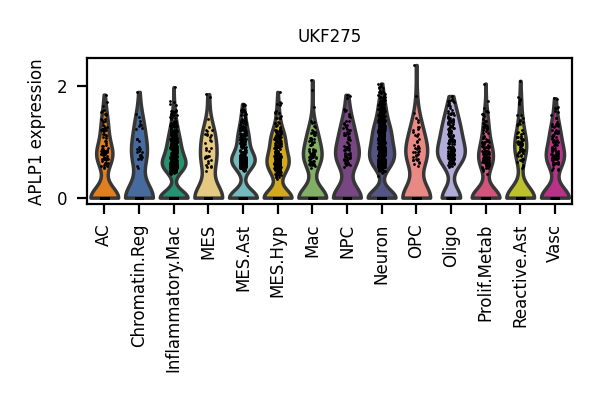 UKF275
APLP1 expression
2
0
AC
Chromatin.Reg
Inflammatory.Mac
MES
MES.Ast
MES.Hyp
Mac
NPC
Neuron
OPC
Oligo
Prolif.Metab
Reactive.Ast
Vasc